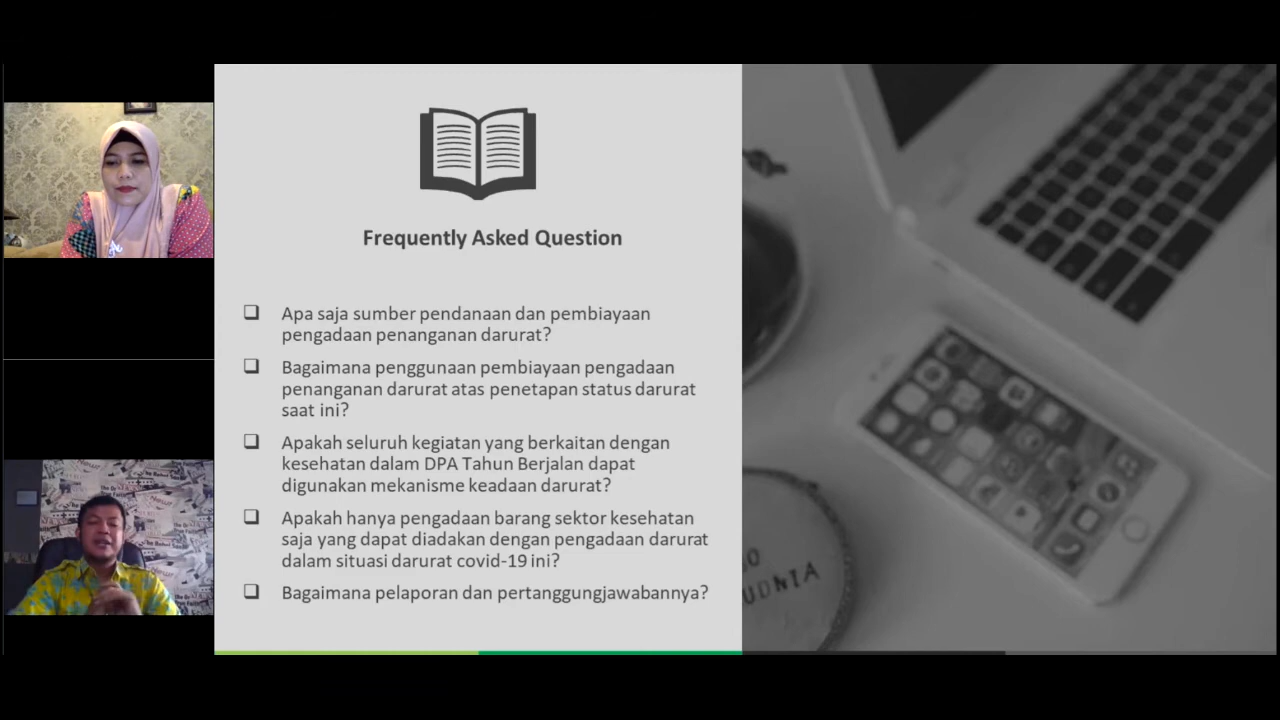 Frequently Asked Question
Apa saja sumber pendanaan dan pembiayaan
pengadaan penanganan darurat?
Bagaimana penggunaan pembiayaan pengadaan
penanganan darurat atas penetapan status darurat
saat ini?
Apakah seluruh kegiatan yang berkaitan dengan
kesehatan dalam DPA Tahun Berjalan dapat
digunakan mekanisme keadaan darurat?
Apakah hanya pengadaan barang sektor kesehatan
saja yang dapat diadakan dengan pengadaan darurat
dalam situasi darurat covid-19 ini?
Bagaimana pelaporan dan pertanggungjawabannya?